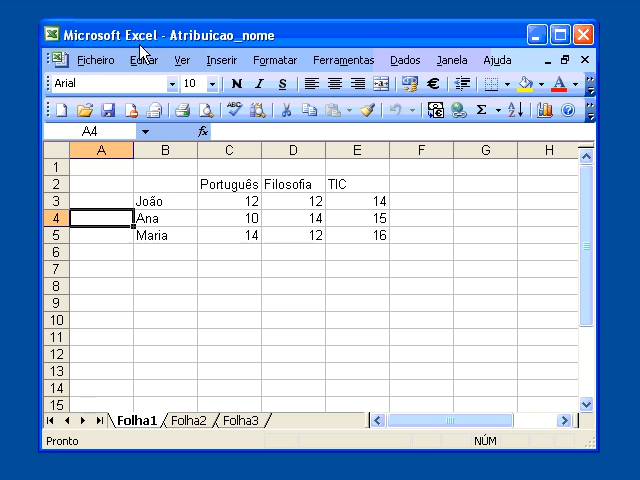 Microsoft Excel - Atribuicao_nome
Ficheiro Editar Ver Inserir Formatar Ferramentas Dados Janela Ajuda
Arial 10 N I S €
ABC Σ
A4 fx
A B C D E F G H
1
2 Português Filosofia TIC
3 João 12 12 14
4 Ana 10 14 15
5 Maria 14 12 16
6
7
8
9
10
11
12
13
14
15
Folha1 Folha2 Folha3
Pronto NÚM